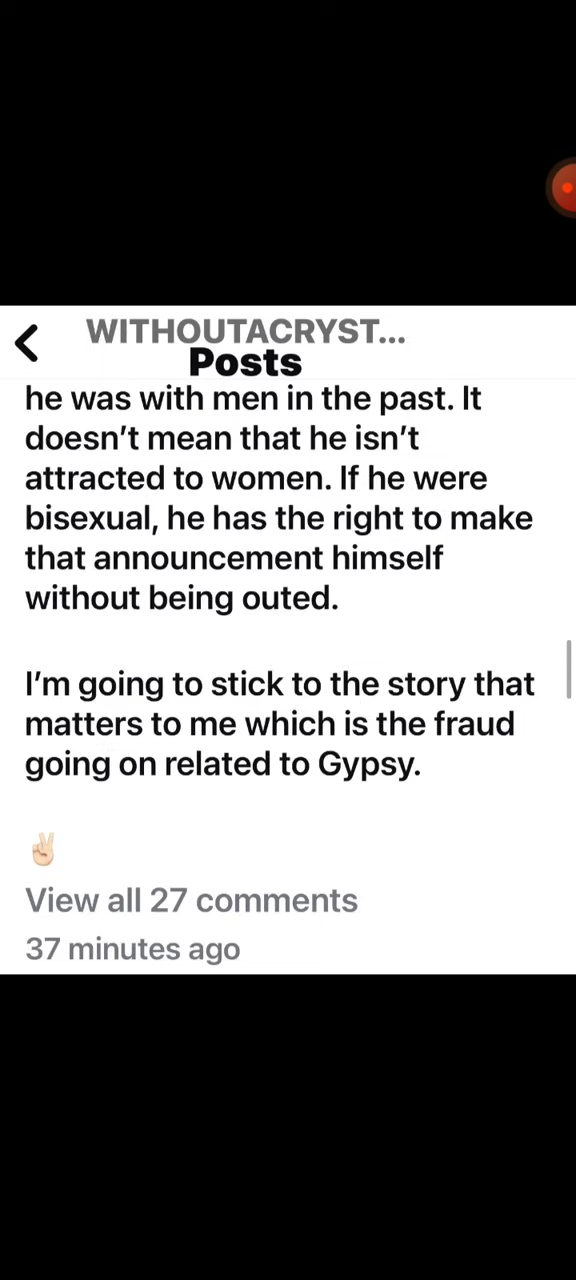 WITHOUTACRYST...
Posts
he was with men in the past. It
doesn't mean that he isn't
attracted to women. If he were
bisexual, he has the right to make
that announcement himself
without being outed.
I'm going to stick to the story that
matters to me which is the fraud
going on related to Gypsy.
✌🏻
View all 27 comments
37 minutes ago